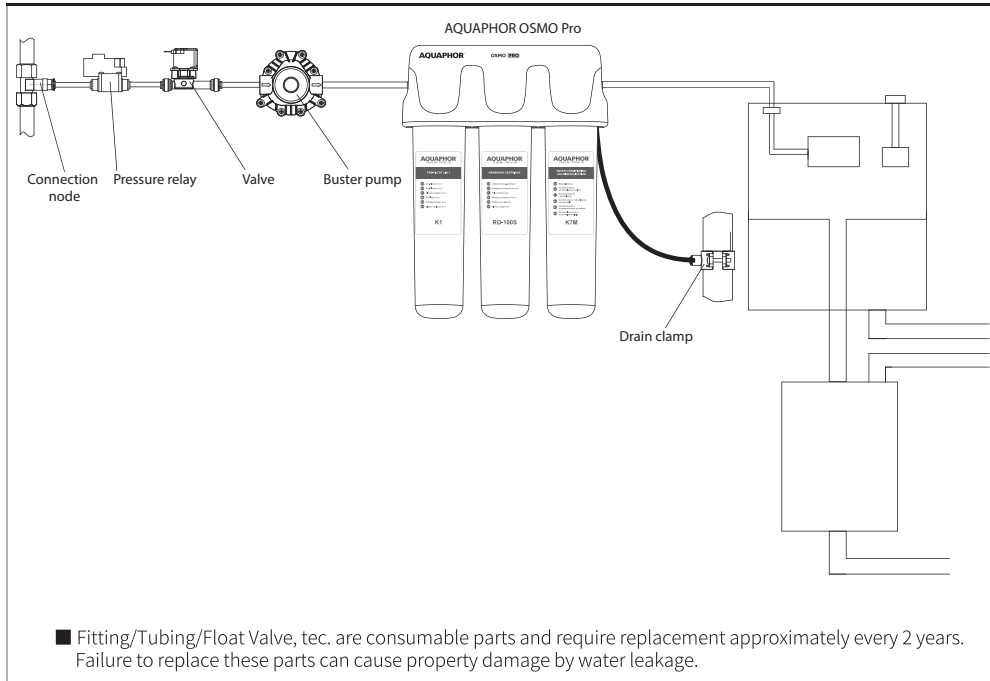 AQUAPHOR OSMO Pro
AQUAPHOR OSMO PRO
Connection
node
Pressure relay
Valve
Buster pump
AQUAPHOR
K1
AQUAPHOR
RO-100S
AQUAPHOR
K7M
Drain clamp
■ Fitting/Tubing/Float Valve, tec. are consumable parts and require replacement approximately every 2 years.
Failure to replace these parts can cause property damage by water leakage.